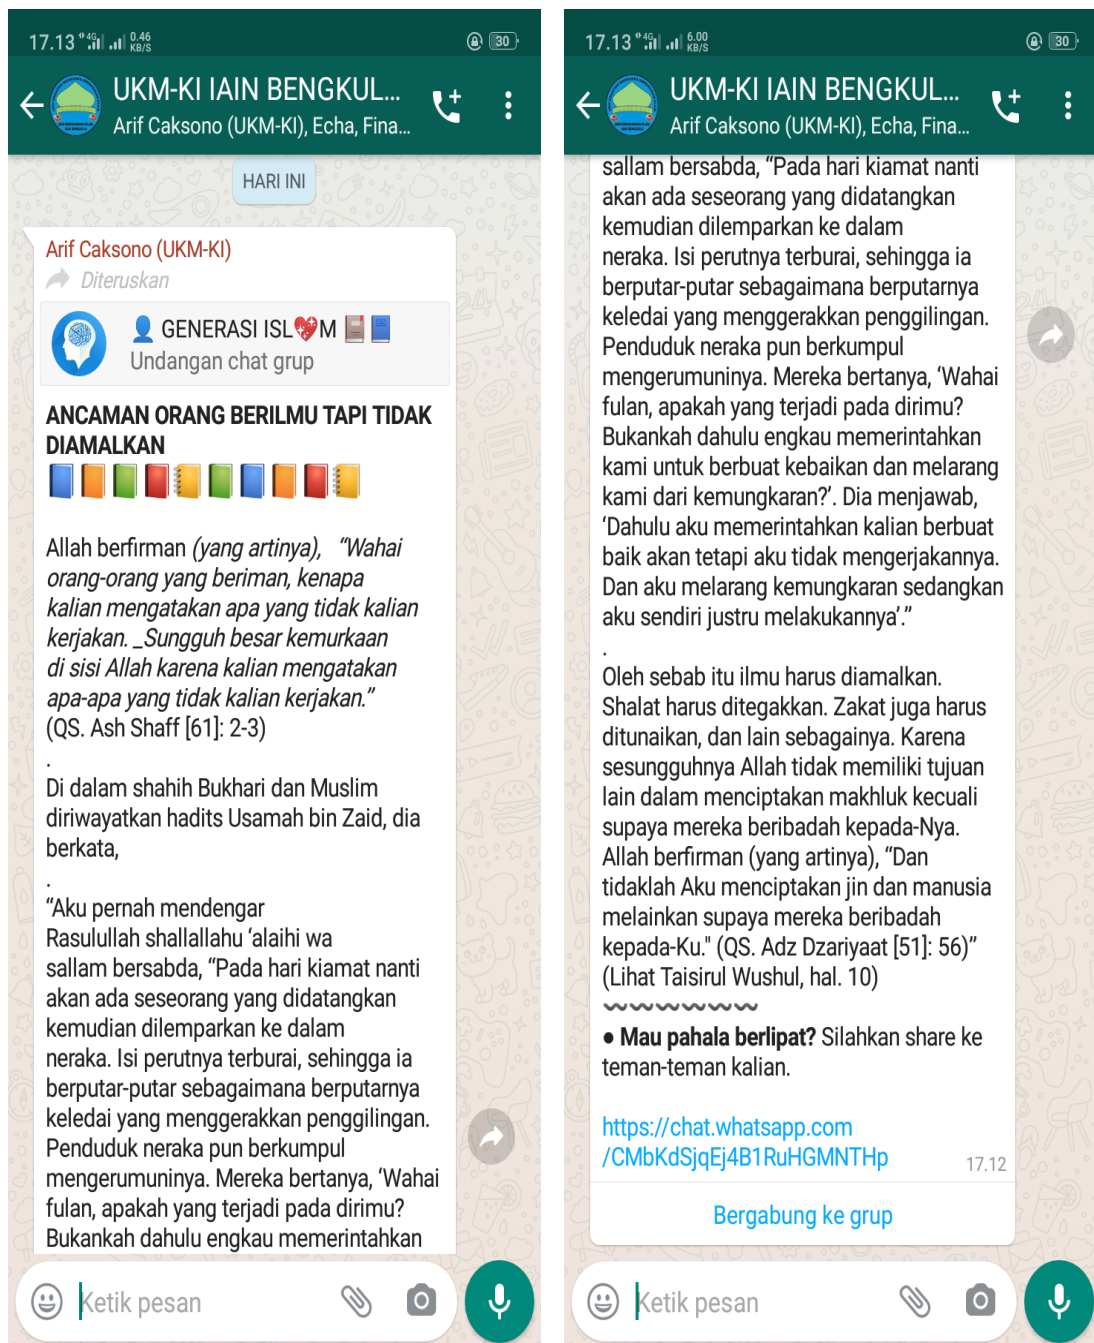 17.13 4G 0.46 KB/S 30
UKM-KI IAIN BENGKUL...
Arif Caksono (UKM-KI), Echa, Fina...
HARI INI
Arif Caksono (UKM-KI)
Diteruskan
👤 GENERASI ISL💖M 📔📘
Undangan chat grup
ANCAMAN ORANG BERILMU TAPI TIDAK
DIAMALKAN
📘📙📗📕📒📗📘📙📕📒
Allah berfirman (yang artinya), “Wahai
orang-orang yang beriman, kenapa
kalian mengatakan apa yang tidak kalian
kerjakan. _Sungguh besar kemurkaan
di sisi Allah karena kalian mengatakan
apa-apa yang tidak kalian kerjakan.”
(QS. Ash Shaff [61]: 2-3)
.
Di dalam shahih Bukhari dan Muslim
diriwayatkan hadits Usamah bin Zaid, dia
berkata,
.
“Aku pernah mendengar
Rasulullah shallallahu ‘alaihi wa
sallam bersabda, “Pada hari kiamat nanti
akan ada seseorang yang didatangkan
kemudian dilemparkan ke dalam
neraka. Isi perutnya terburai, sehingga ia
berputar-putar sebagaimana berputarnya
keledai yang menggerakkan penggilingan.
Penduduk neraka pun berkumpul
mengerumuninya. Mereka bertanya, ‘Wahai
fulan, apakah yang terjadi pada dirimu?
Bukankah dahulu engkau memerintahkan
Ketik pesan
17.13 4G 6.00 KB/S 30
UKM-KI IAIN BENGKUL...
Arif Caksono (UKM-KI), Echa, Fina...
sallam bersabda, “Pada hari kiamat nanti
akan ada seseorang yang didatangkan
kemudian dilemparkan ke dalam
neraka. Isi perutnya terburai, sehingga ia
berputar-putar sebagaimana berputarnya
keledai yang menggerakkan penggilingan.
Penduduk neraka pun berkumpul
mengerumuninya. Mereka bertanya, ‘Wahai
fulan, apakah yang terjadi pada dirimu?
Bukankah dahulu engkau memerintahkan
kami untuk berbuat kebaikan dan melarang
kami dari kemungkaran?’. Dia menjawab,
‘Dahulu aku memerintahkan kalian berbuat
baik akan tetapi aku tidak mengerjakannya.
Dan aku melarang kemungkaran sedangkan
aku sendiri justru melakukannya’.”
.
Oleh sebab itu ilmu harus diamalkan.
Shalat harus ditegakkan. Zakat juga harus
ditunaikan, dan lain sebagainya. Karena
sesungguhnya Allah tidak memiliki tujuan
lain dalam menciptakan makhluk kecuali
supaya mereka beribadah kepada-Nya.
Allah berfirman (yang artinya), “Dan
tidaklah Aku menciptakan jin dan manusia
melainkan supaya mereka beribadah
kepada-Ku." (QS. Adz Dzariyaat [51]: 56)”
(Lihat Taisirul Wushul, hal. 10)
〰〰〰〰〰〰
● Mau pahala berlipat? Silahkan share ke
teman-teman kalian.
https://chat.whatsapp.com
/CMbKdSjqEj4B1RuHGMNTHp
17.12
Bergabung ke grup
Ketik pesan